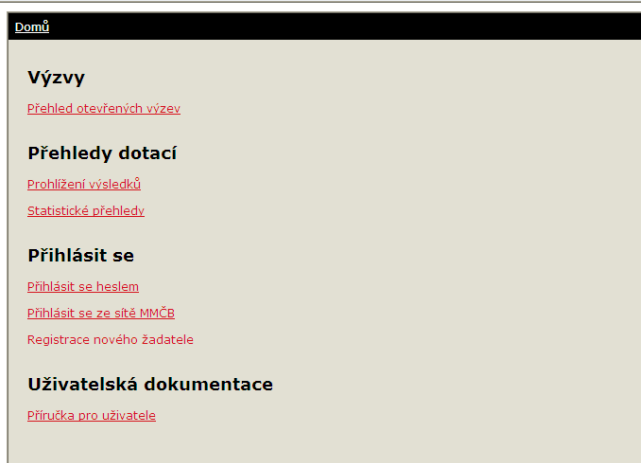 Domů
Výzvy
Přehled otevřených výzev
Přehledy dotací
Prohlížení výsledků
Statistické přehledy
Přihlásit se
Přihlásit se heslem
Přihlásit se ze sítě MMČB
Registrace nového žadatele
Uživatelská dokumentace
Příručka pro uživatele